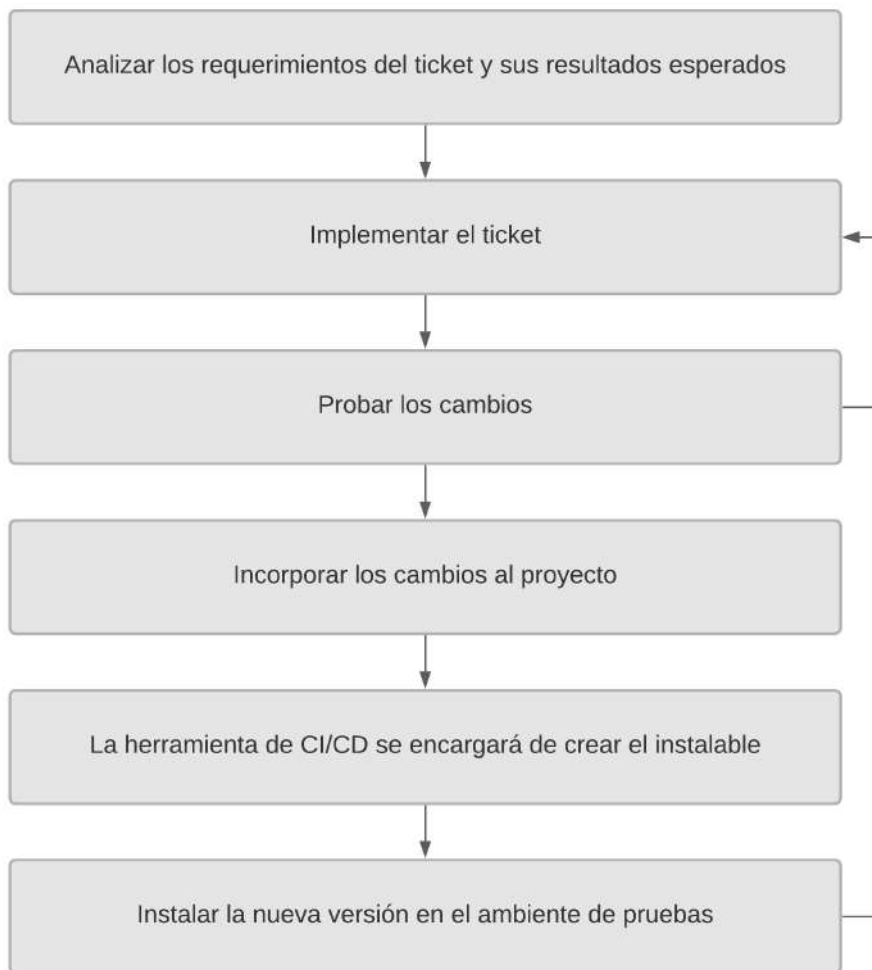 Analizar los requerimientos del ticket y sus resultados esperados
Implementar el ticket
Probar los cambios
Incorporar los cambios al proyecto
La herramienta de CI/CD se encargará de crear el instalable
Instalar la nueva versión en el ambiente de pruebas